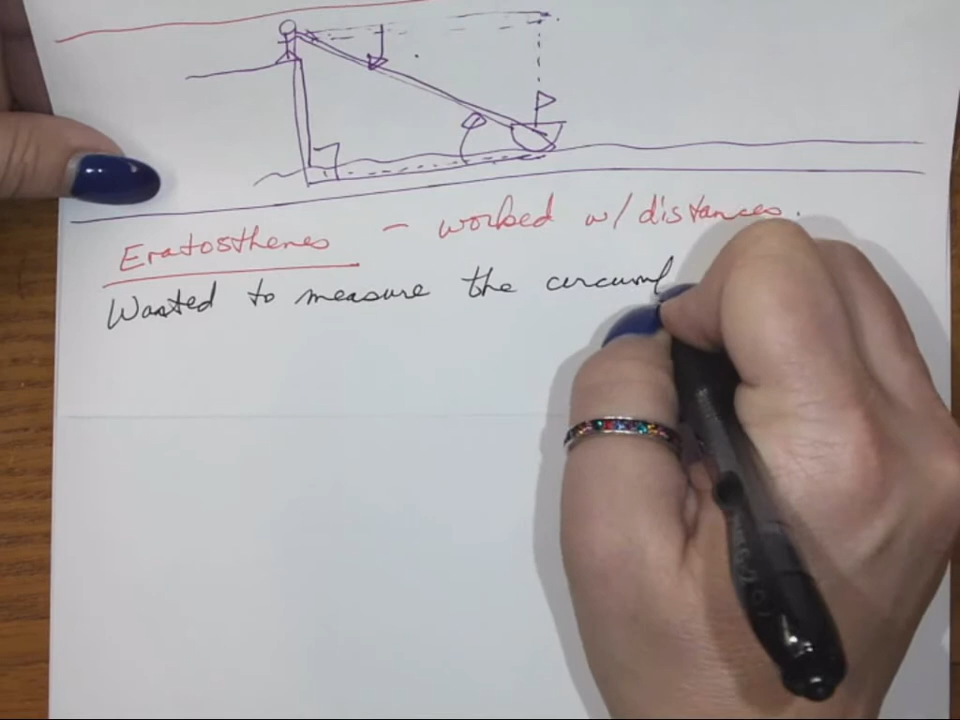 Eratosthenes - worked w/ distances.
Wanted to measure the circumf